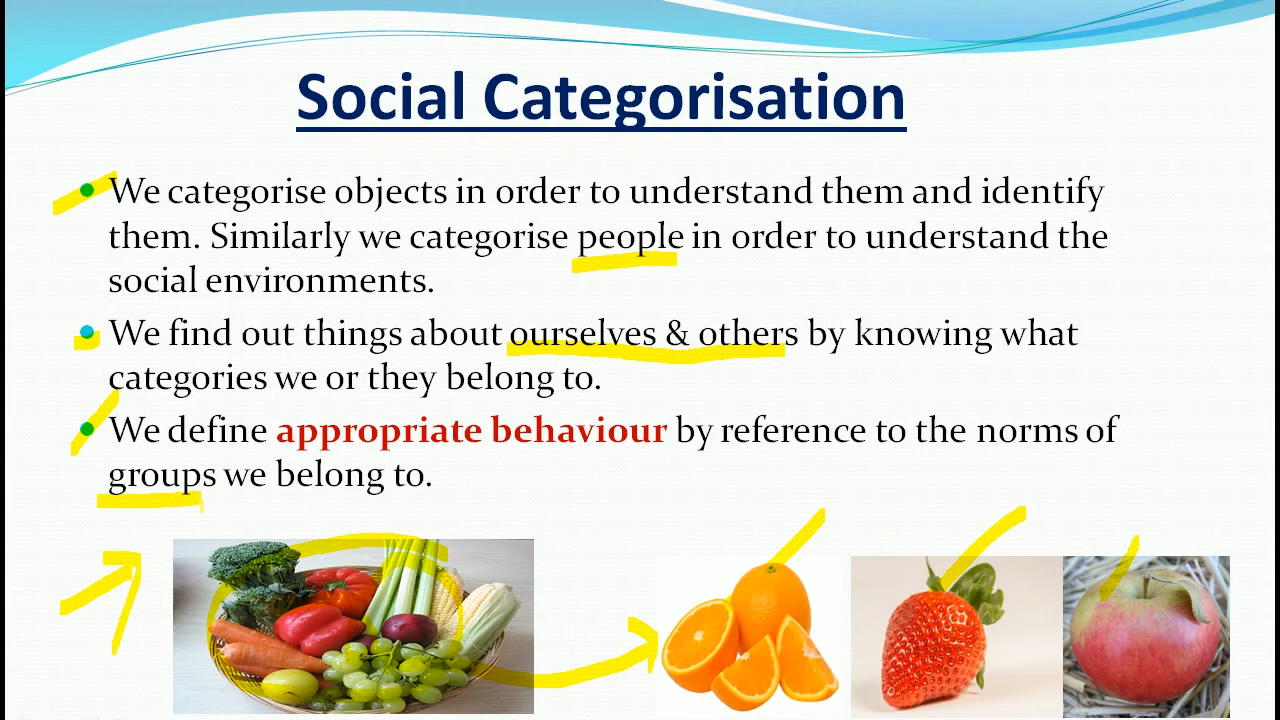 Social Categorisation
We categorise objects in order to understand them and identify
them. Similarly we categorise people in order to understand the
social environments.
We find out things about ourselves & others by knowing what
categories we or they belong to.
We define appropriate behaviour by reference to the norms of
groups we belong to.